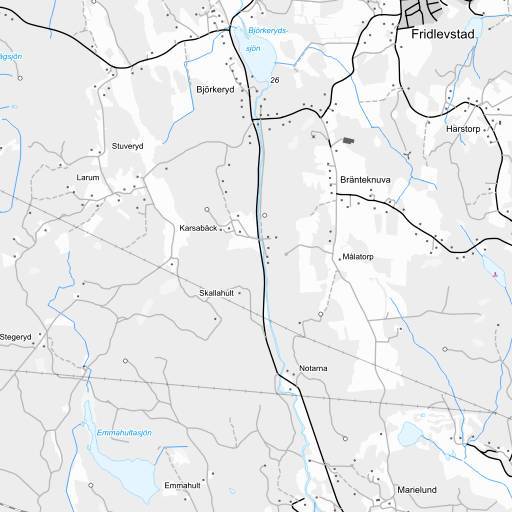 Björkeryds-
sjön
Fridlevstad
26
Björkeryd
Härstorp
Stuveryd
Larum
Bränteknuva
Karsabäck
Målatorp
Skallahult
Stegeryd
Notarna
Emmahultasjön
Emmahult
Marielund